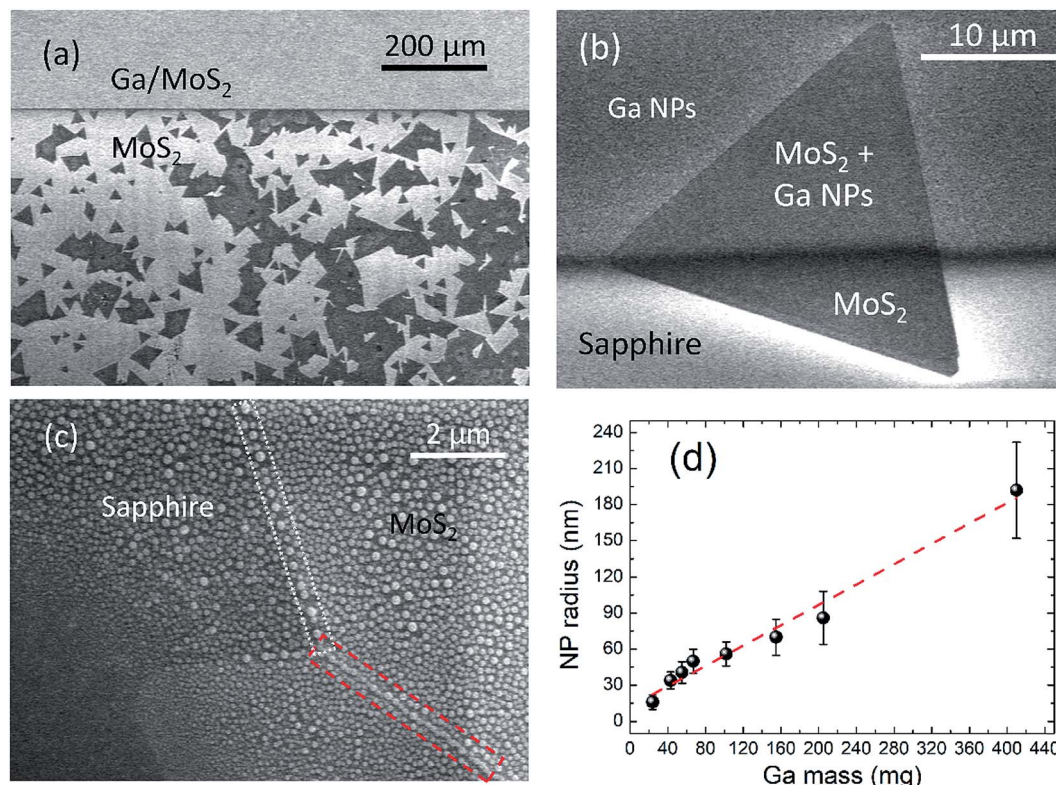 (a)
200 μm
Ga/MoS₂
MoS₂
(b)
10 μm
Ga NPs
MoS₂ +
Ga NPs
MoS₂
Sapphire
(c)
2 μm
Sapphire
MoS₂
(d)
NP radius (nm)
240
210
180
150
120
90
60
30
0
0 40 80 120 160 200 240 280 320 360 400 440
Ga mass (mg)